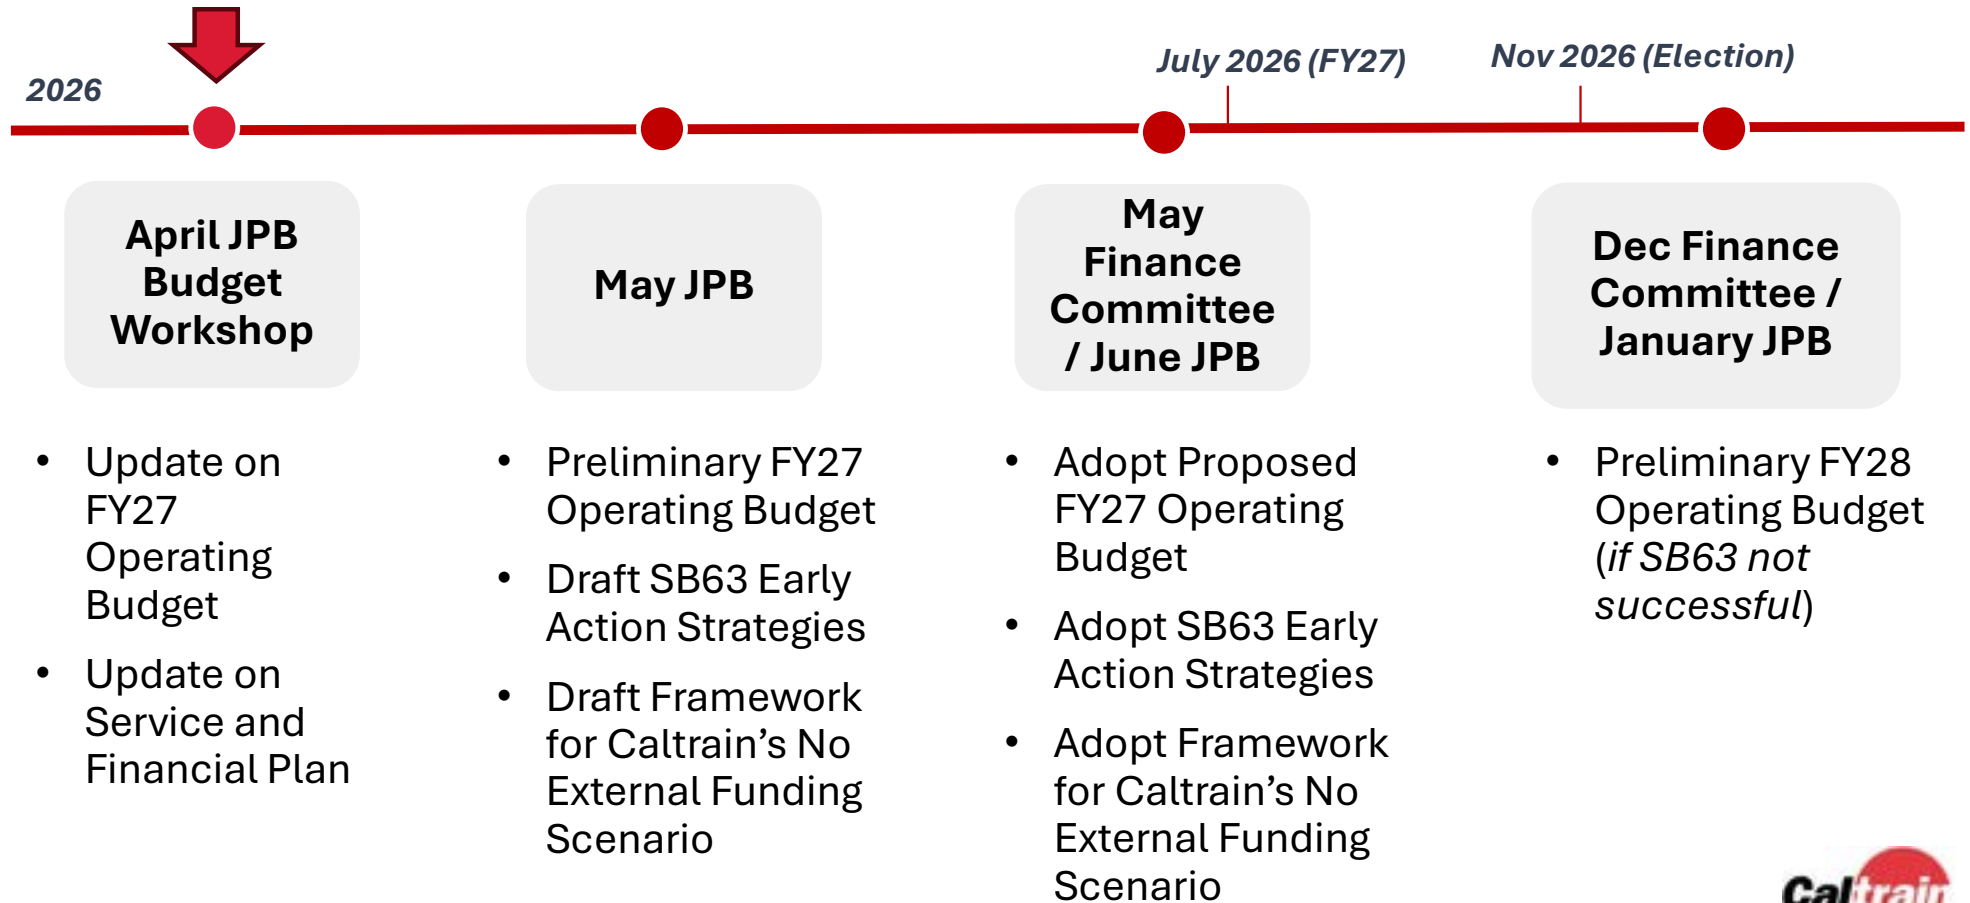 2026
July 2026 (FY27)
Nov 2026 (Election)
April JPB
Budget
Workshop
• Update on
FY27
Operating
Budget
• Update on
Service and
Financial Plan
May JPB
• Preliminary FY27
Operating Budget
• Draft SB63 Early
Action Strategies
• Draft Framework
for Caltrain’s No
External Funding
Scenario
May
Finance
Committee
/ June JPB
• Adopt Proposed
FY27 Operating
Budget
• Adopt SB63 Early
Action Strategies
• Adopt Framework
for Caltrain’s No
External Funding
Scenario
Dec Finance
Committee /
January JPB
• Preliminary FY28
Operating Budget
(if SB63 not
successful)
Caltrain